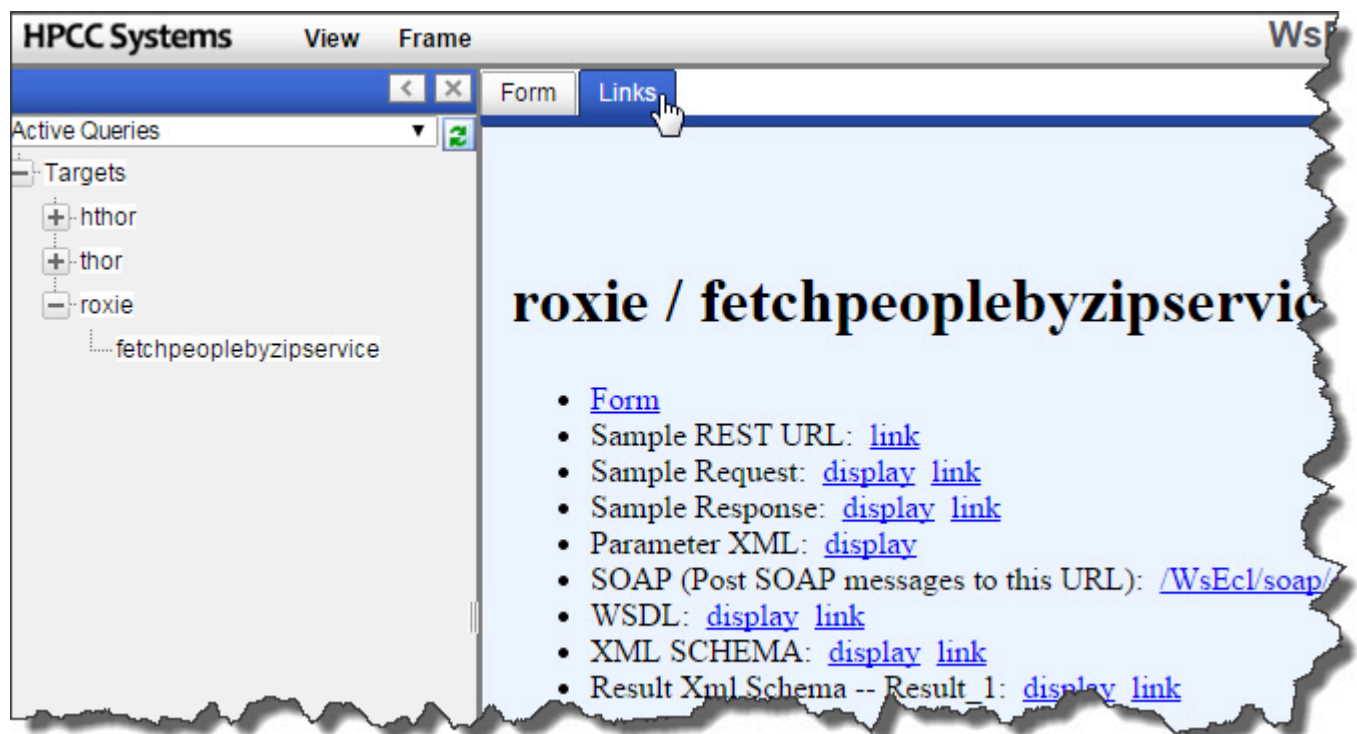 HPCC Systems View Frame
Form Links
Active Queries
Targets
hthor
thor
roxie
fetchpeoplebyzipservice
roxie / fetchpeoplebyzipservic
Form
Sample REST URL: link
Sample Request: display link
Sample Response: display link
Parameter XML: display
SOAP (Post SOAP messages to this URL): /WsEcl/soap/
WSDL: display link
XML SCHEMA: display link
Result Xml Schema -- Result_1: display link